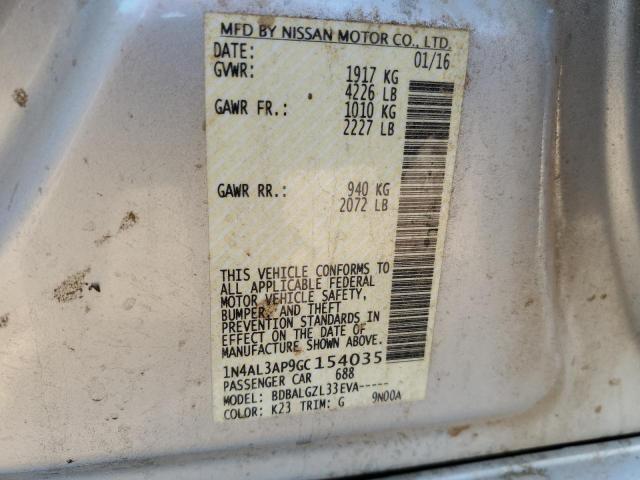 MFD BY NISSAN MOTOR CO., LTD.
DATE: 01/16
GVWR: 1917 KG
4226 LB
GAWR FR.: 1010 KG
2227 LB
GAWR RR.: 940 KG
2072 LB
THIS VEHICLE CONFORMS TO
ALL APPLICABLE FEDERAL
MOTOR VEHICLE SAFETY,
BUMPER, AND THEFT
PREVENTION STANDARDS IN
EFFECT ON THE DATE OF
MANUFACTURE SHOWN ABOVE.
1N4AL3AP9GC154035
PASSENGER CAR 688
MODEL: BDBALGZL33EVA-----
COLOR: K23 TRIM: G 9N00A